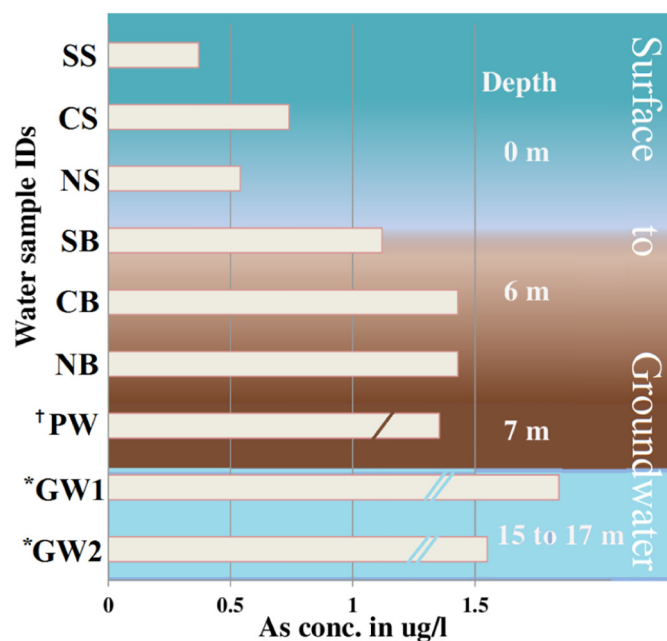 SS
CS
NS
SB
CB
NB
†PW
*GW1
*GW2
Water sample IDs
Depth
0 m
6 m
7 m
15 to 17 m
Surface to Groundwater
0 0.5 1 1.5
As conc. in ug/l